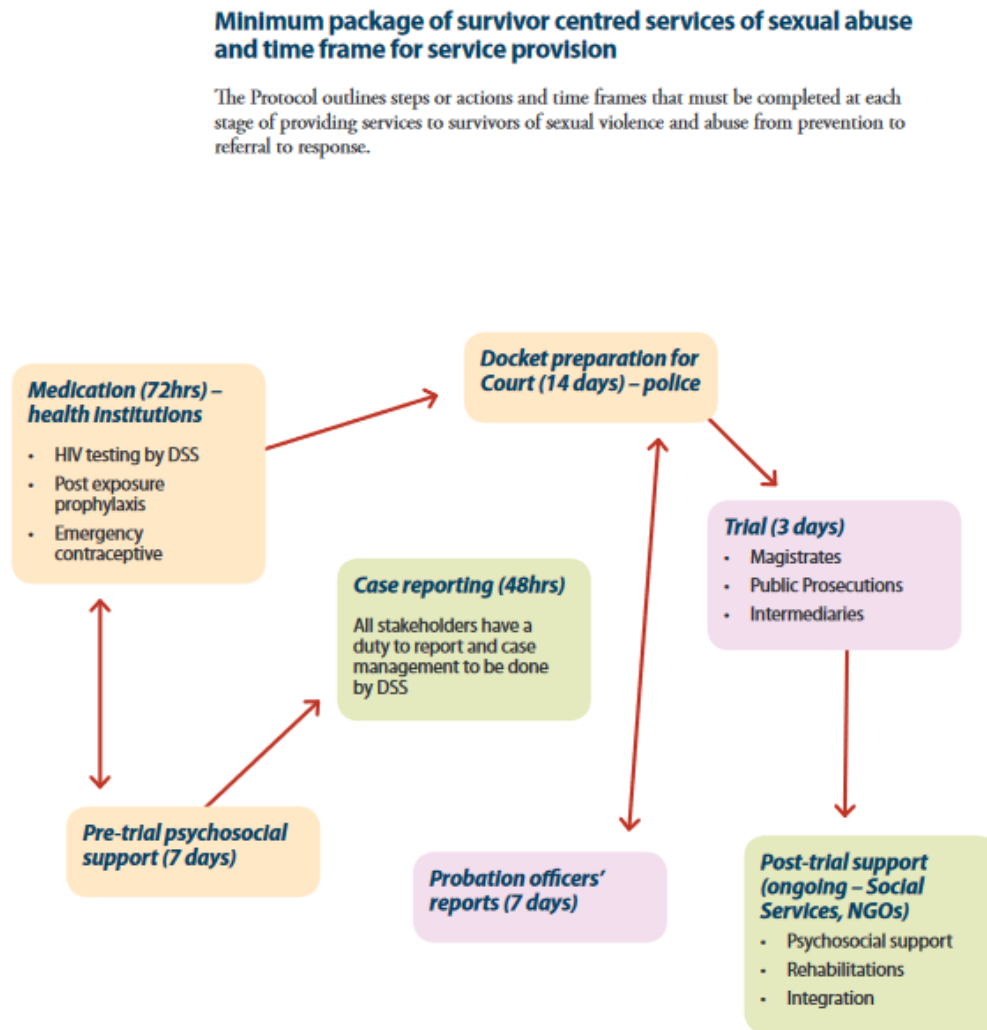 Minimum package of survivor centred services of sexual abuse
and time frame for service provision
The Protocol outlines steps or actions and time frames that must be completed at each
stage of providing services to survivors of sexual violence and abuse from prevention to
referral to response.
Medication (72hrs) –
health institutions
• HIV testing by DSS
• Post exposure
prophylaxis
• Emergency
contraceptive
Docket preparation for
Court (14 days) – police
Trial (3 days)
• Magistrates
• Public Prosecutions
• Intermediaries
Case reporting (48hrs)
All stakeholders have a
duty to report and case
management to be done
by DSS
Pre-trial psychosocial
support (7 days)
Probation officers’
reports (7 days)
Post-trial support
(ongoing – Social
Services, NGOs)
• Psychosocial support
• Rehabilitations
• Integration